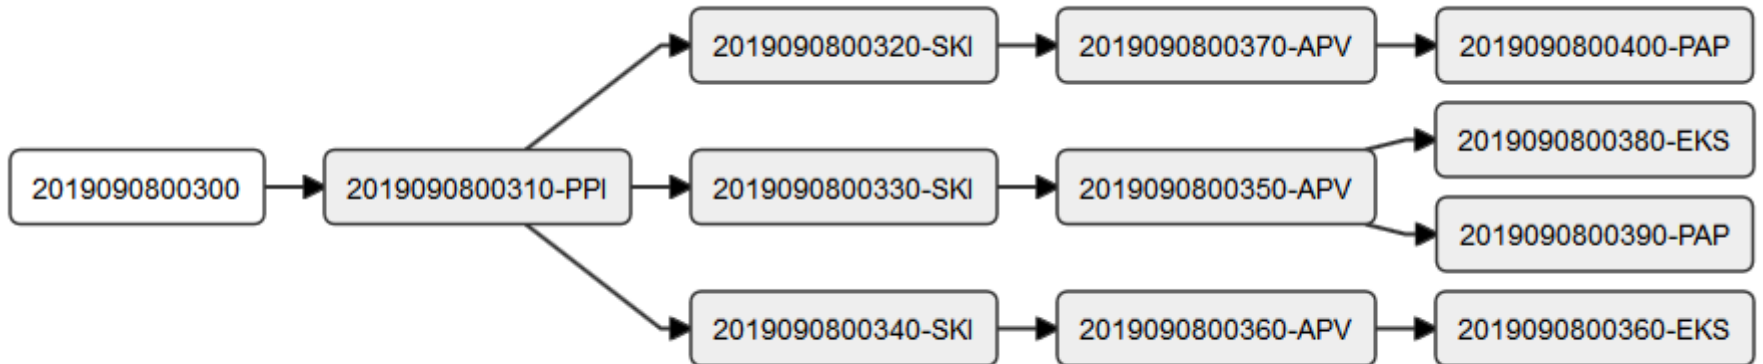 2019090800320-SKI
2019090800370-APV
2019090800400-PAP
2019090800380-EKS
2019090800300
2019090800310-PPI
2019090800330-SKI
2019090800350-APV
2019090800390-PAP
2019090800340-SKI
2019090800360-APV
2019090800360-EKS